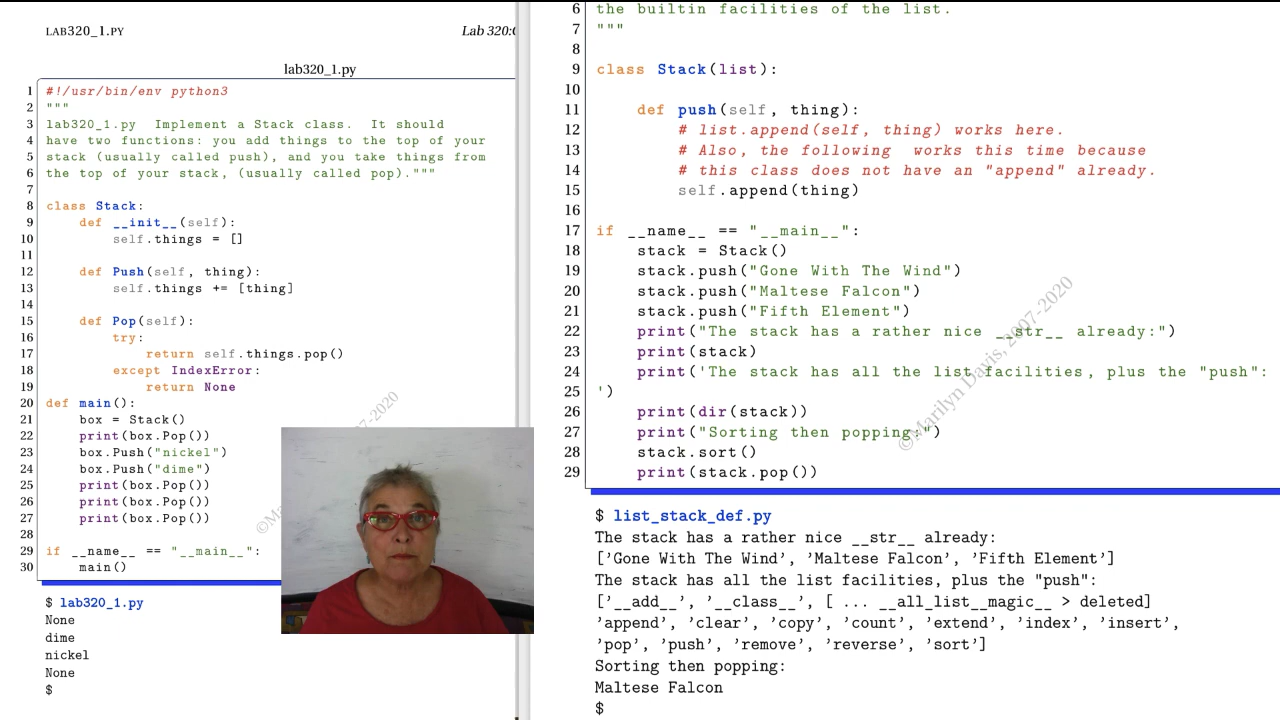 LAB320_1.PY
Lab 320:
lab320_1.py
1 #!/usr/bin/env python3
2 """
3 lab320_1.py  Implement a Stack class.  It should
4 have two functions: you add things to the top of your
5 stack (usually called push), and you take things from
6 the top of your stack, (usually called pop)."""
7
8 class Stack:
9     def __init__(self):
10         self.things = []
11
12     def Push(self, thing):
13         self.things += [thing]
14
15     def Pop(self):
16         try:
17             return self.things.pop()
18         except IndexError:
19             return None
20 def main():
21     box = Stack()
22     print(box.Pop())
23     box.Push("nickel")
24     box.Push("dime")
25     print(box.Pop())
26     print(box.Pop())
27     print(box.Pop())
28
29 if __name__ == "__main__":
30     main()
$ lab320_1.py
None
dime
nickel
None
$
6 the builtin facilities of the list.
7 """
8
9 class Stack(list):
10
11     def push(self, thing):
12         # list.append(self, thing) works here.
13         # Also, the following  works this time because
14         # this class does not have an "append" already.
15         self.append(thing)
16
17 if __name__ == "__main__":
18     stack = Stack()
19     stack.push("Gone With The Wind")
20     stack.push("Maltese Falcon")
21     stack.push("Fifth Element")
22     print("The stack has a rather nice __str__ already:")
23     print(stack)
24     print('The stack has all the list facilities, plus the "push":
25 ')
26     print(dir(stack))
27     print("Sorting then popping:")
28     stack.sort()
29     print(stack.pop())
$ list_stack_def.py
The stack has a rather nice __str__ already:
['Gone With The Wind', 'Maltese Falcon', 'Fifth Element']
The stack has all the list facilities, plus the "push":
['__add__', '__class__', [ ... __all_list__magic__ > deleted]
'append', 'clear', 'copy', 'count', 'extend', 'index', 'insert',
'pop', 'push', 'remove', 'reverse', 'sort']
Sorting then popping:
Maltese Falcon
$
©Marilyn Davis, 2007-2020
©Ma
07-2020